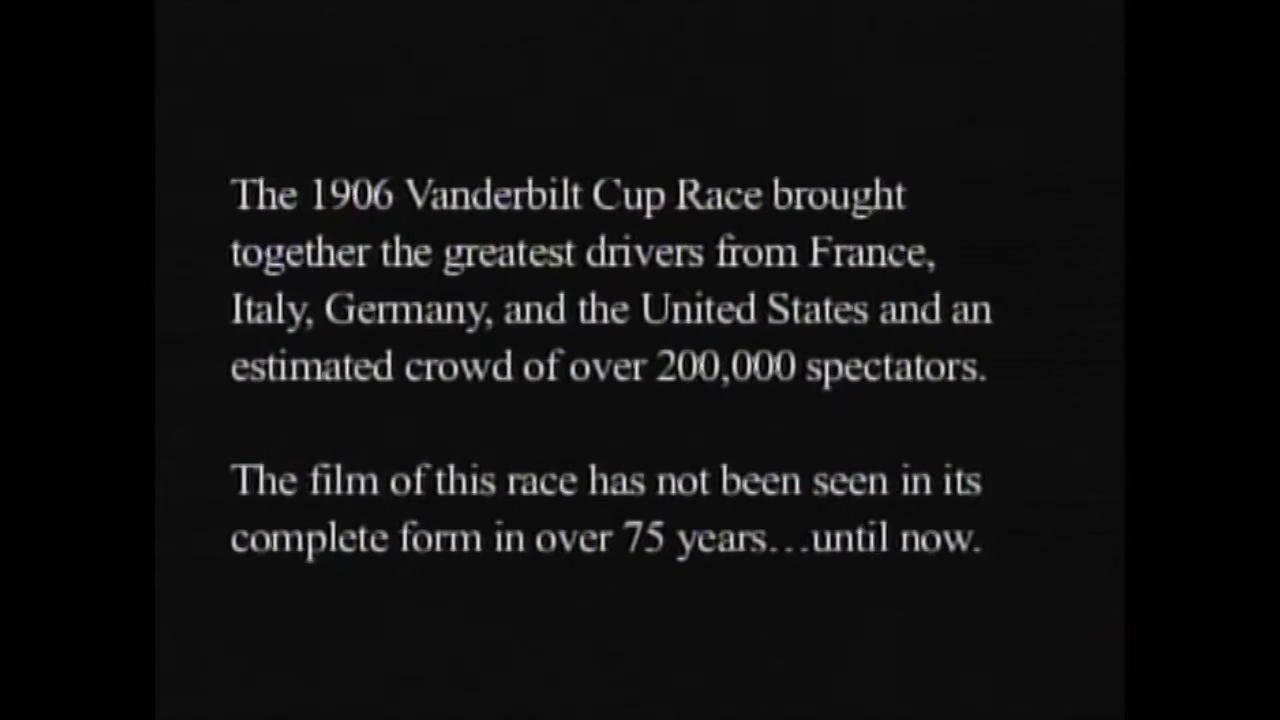 The 1906 Vanderbilt Cup Race brought
together the greatest drivers from France,
Italy, Germany, and the United States and an
estimated crowd of over 200,000 spectators.
The film of this race has not been seen in its
complete form in over 75 years…until now.